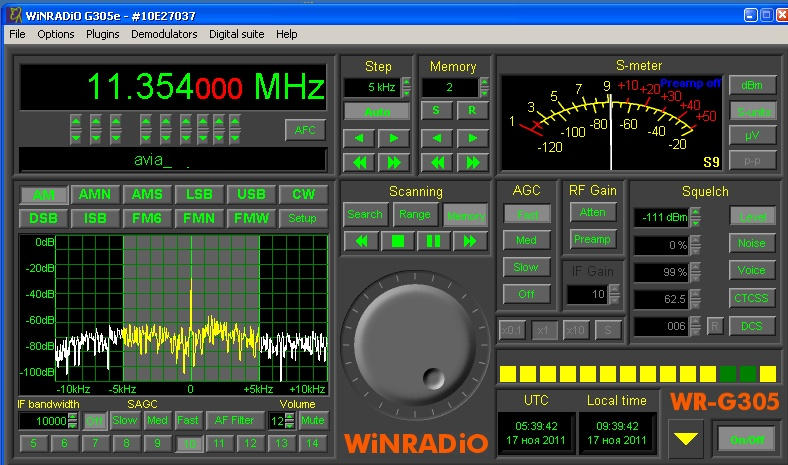 WiNRADiO G305e - #10E27037
File Options Plugins Demodulators Digital suite Help
11.354000 MHz
AFC
avia_
Step
5 kHz
Auto
Memory
2
S R
S-meter
Preamp off
1 3 5 7 9 +10 +20 +30 +40 +50
-120 -100 -80 -60 -40 -20
S9
dBm
S-units
µV
p-p
AM AMN AMS LSB USB CW
DSB ISB FM6 FMN FMW Setup
0dB
-20dB
-40dB
-60dB
-80dB
-100dB
-10kHz -5kHz 0 +5kHz +10kHz
Scanning
Search Range Memory
WiNRADiO
AGC
Fast
Med
Slow
Off
RF Gain
Atten
Preamp
IF Gain
10
x0.1 x1 x10 S
Squelch
-111 dBm Level
0 % Noise
99 % Voice
62.5 CTCSS
006 R DCS
IF bandwidth SAGC Volume
10000 Off Slow Med Fast AF Filter 12 Mute
5 6 7 8 9 10 11 12 13 14
UTC
05:39:42
17 ноя 2011
Local time
09:39:42
17 ноя 2011
WR-G305
On/Off